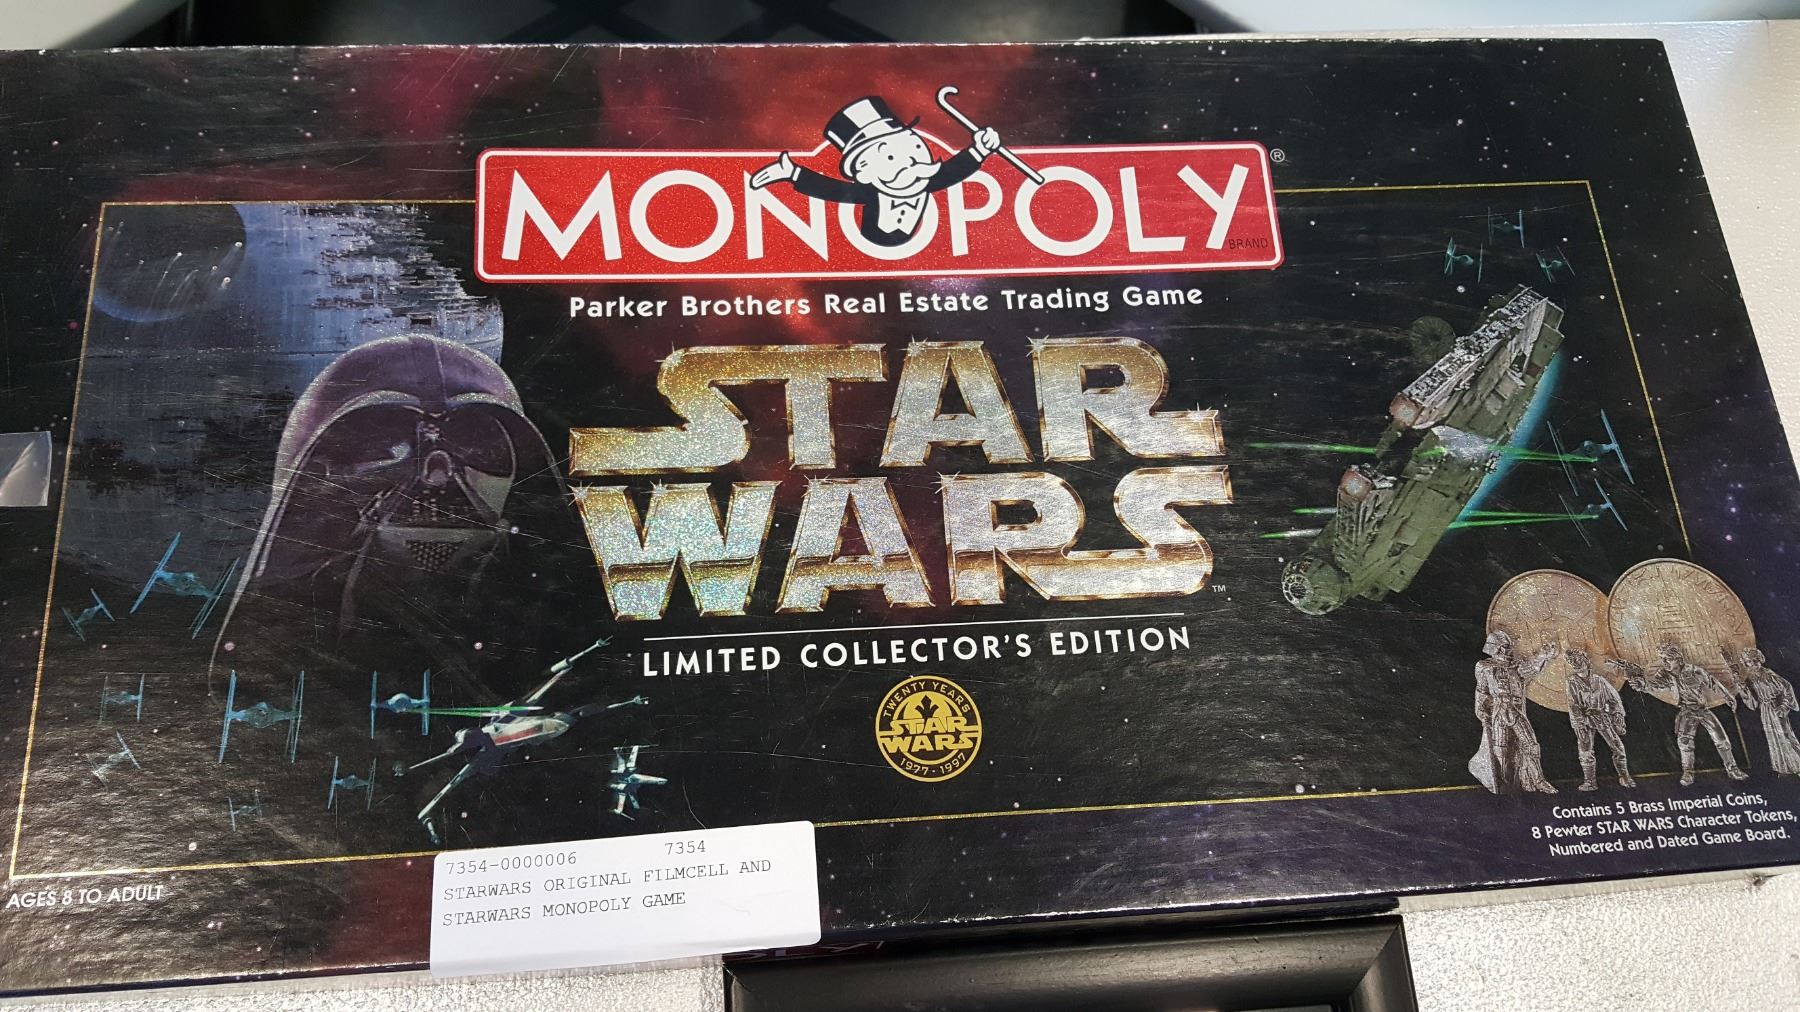 MONOPOLY ®
BRAND
Parker Brothers Real Estate Trading Game
STAR
WARS ™
LIMITED COLLECTOR'S EDITION
TWENTY YEARS
STAR
WARS
1977 - 1997
Contains 5 Brass Imperial Coins,
8 Pewter STAR WARS Character Tokens,
Numbered and Dated Game Board.
AGES 8 TO ADULT
7354-0000006 7354
STARWARS ORIGINAL FILMCELL AND
STARWARS MONOPOLY GAME